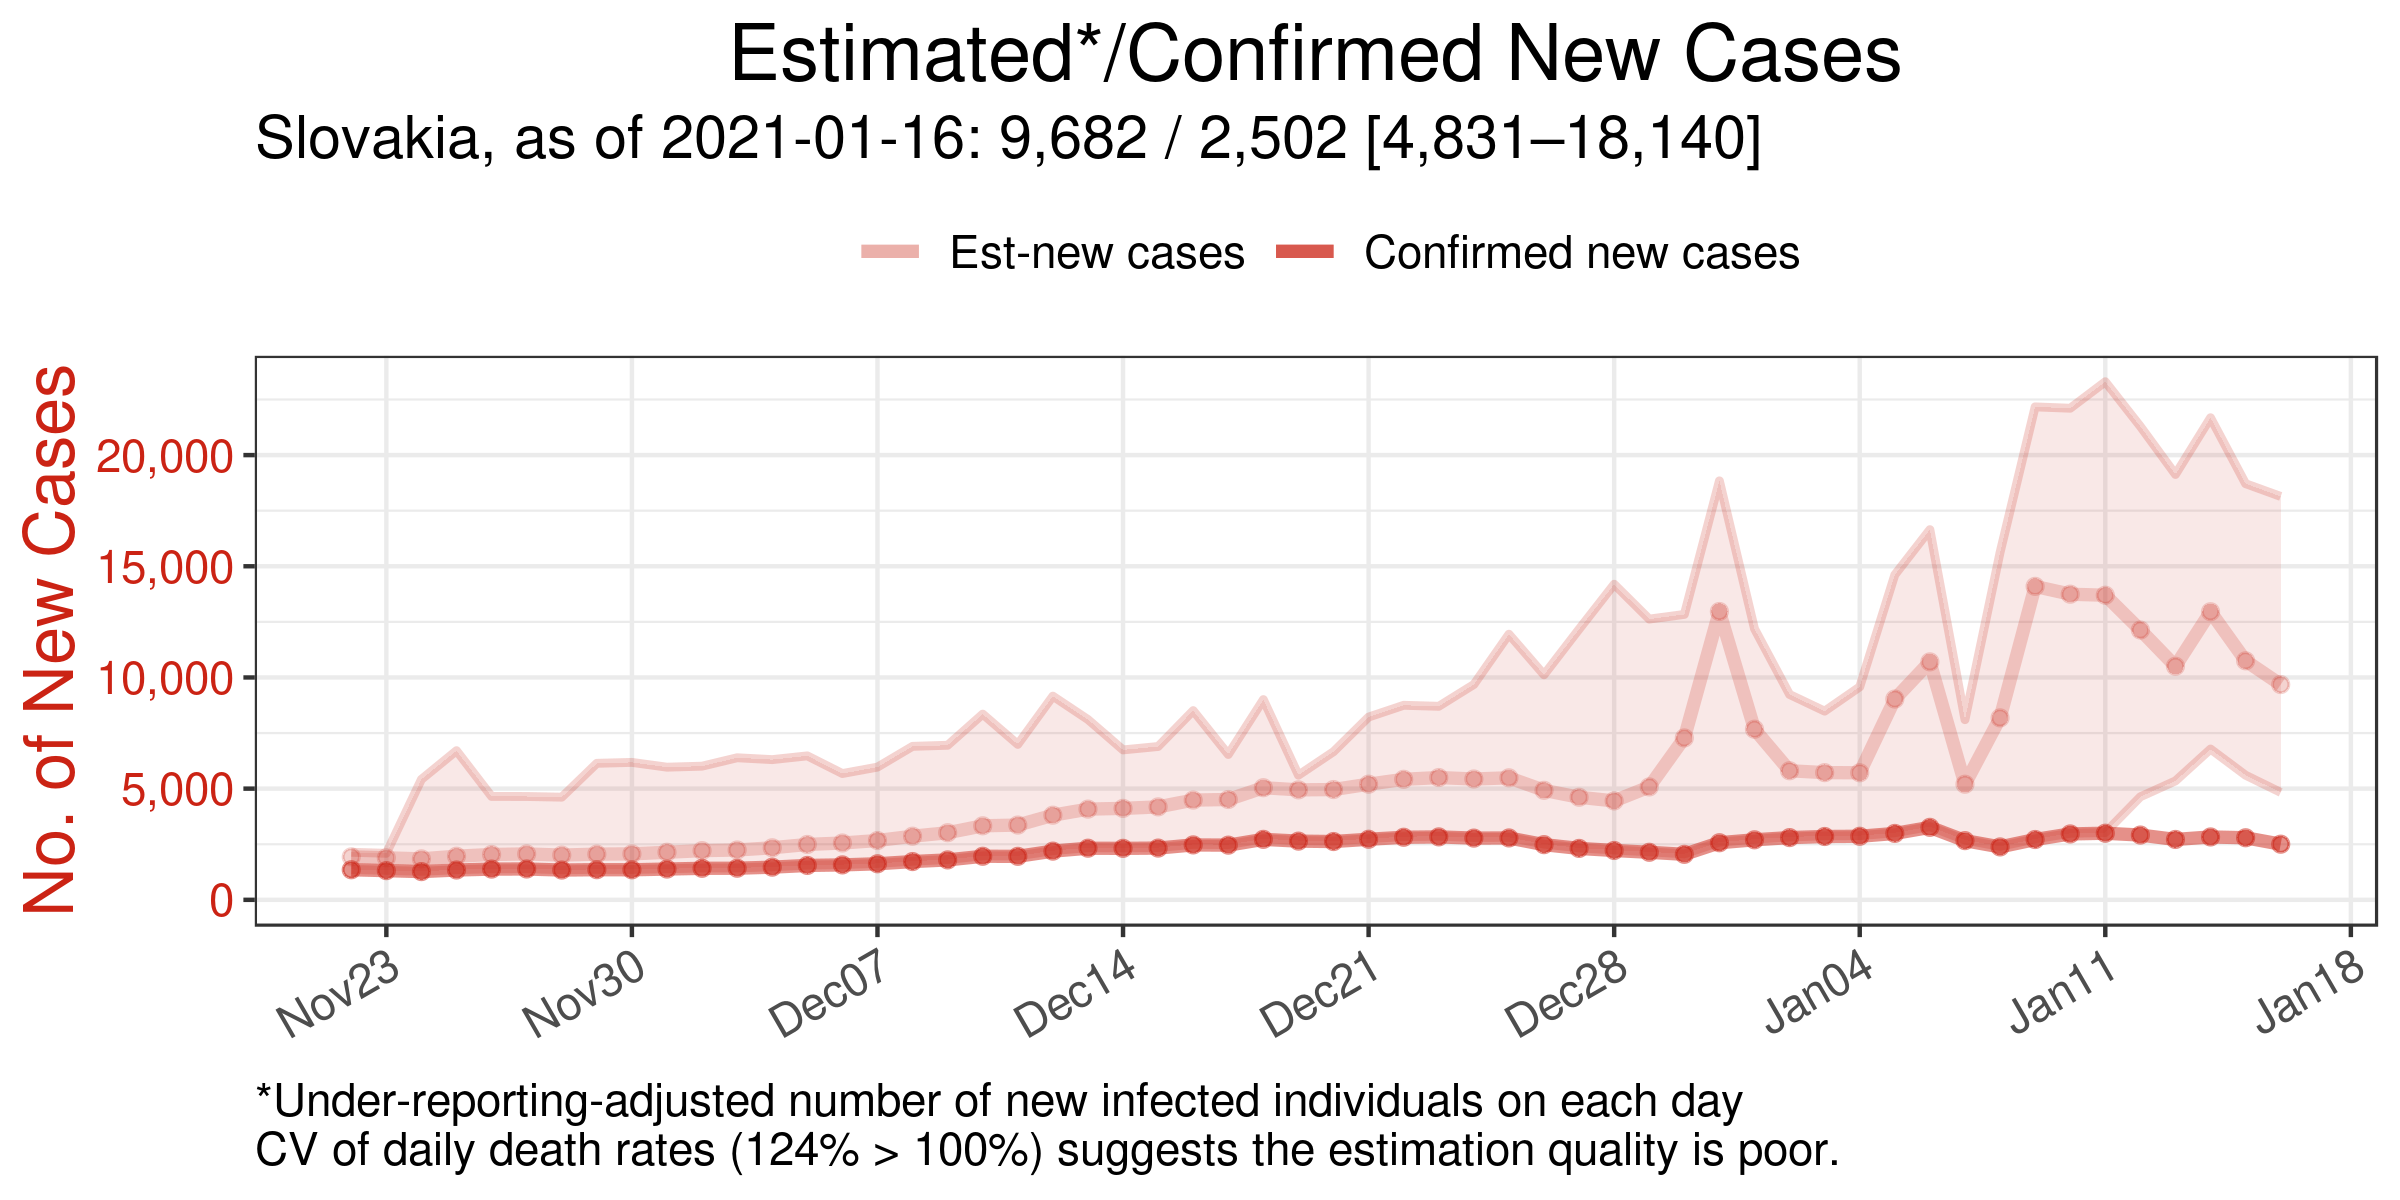 Estimated*/Confirmed New Cases
Slovakia, as of 2021-01-16: 9,682 / 2,502 [4,831–18,140]
Est-new cases Confirmed new cases
No. of New Cases
20,000
15,000
10,000
5,000
0
Nov23 Nov30 Dec07 Dec14 Dec21 Dec28 Jan04 Jan11 Jan18
*Under-reporting-adjusted number of new infected individuals on each day
CV of daily death rates (124% > 100%) suggests the estimation quality is poor.